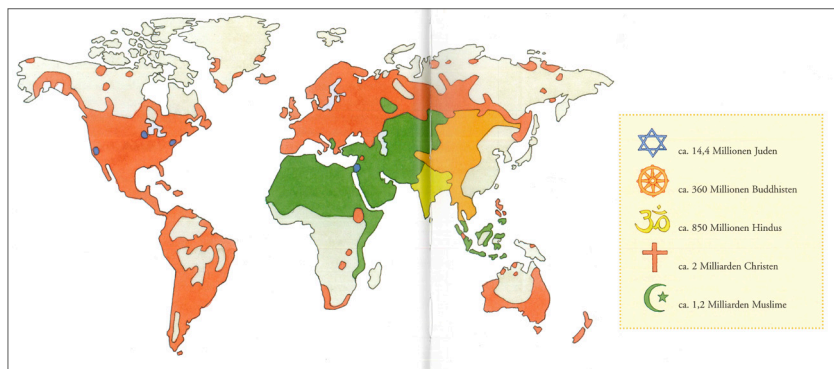 ca. 14,4 Millionen Juden
ca. 360 Millionen Buddhisten
ca. 850 Millionen Hindus
ca. 2 Milliarden Christen
ca. 1,2 Milliarden Muslime